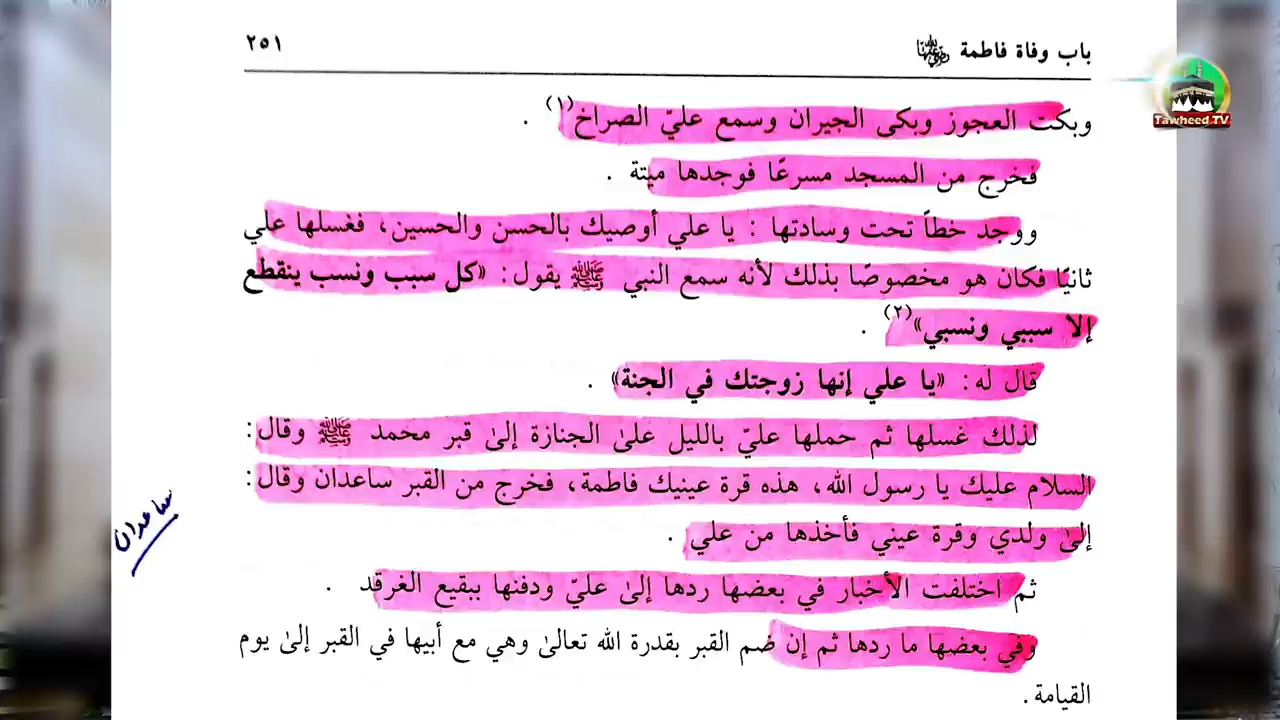 باب وفاة فاطمة رضي الله عنها
٢٥١
Tawheed TV
وبكت العجوز وبكى الجيران وسمع عليّ الصراخ(١) .
فخرج من المسجد مسرعًا فوجدها ميتة .
ووجد خطاً تحت وسادتها : يا علي أوصيك بالحسن والحسين، فغسلها علي
ثانيًا فكان هو مخصوصًا بذلك لأنه سمع النبي ﷺ يقول: «كل سبب ونسب ينقطع
إلا سببي ونسبي»(٢) .
قال له: «يا علي إنها زوجتك في الجنة» .
لذلك غسلها ثم حملها عليّ بالليل علىٰ الجنازة إلىٰ قبر محمد ﷺ وقال:
السلام عليك يا رسول الله، هذه قرة عينيك فاطمة، فخرج من القبر ساعدان وقال:
إلىٰ ولدي وقرة عيني فأخذها من علي .
ساعدان
ثم اختلفت الأخبار في بعضها ردها إلىٰ عليّ ودفنها ببقيع الغرقد .
وفي بعضها ما ردها ثم إن ضم القبر بقدرة الله تعالىٰ وهي مع أبيها في القبر إلىٰ يوم
القيامة .